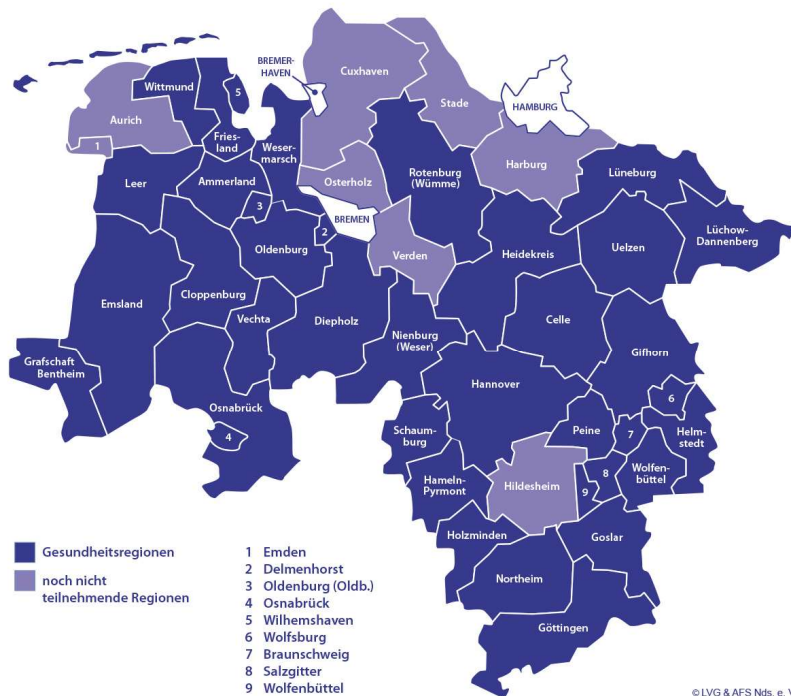 BREMER-
HAVEN
Cuxhaven
Wittmund
5
Stade
HAMBURG
Aurich
1
Fries-
land
Weser-
marsch
Harburg
Leer
Ammerland
Osterholz
Rotenburg
(Wümme)
Lüneburg
3
BREMEN
2
Oldenburg
Verden
Heidekreis
Uelzen
Lüchow-
Dannenberg
Emsland
Cloppenburg
Vechta
Diepholz
Nienburg
(Weser)
Celle
Gifhorn
Grafschaft
Bentheim
Hannover
Osnabrück
4
6
Schaum-
burg
Peine
7
Helm-
stedt
Hameln-
Pyrmont
Hildesheim
9
8
Wolfen-
büttel
Holzminden
Goslar
Northeim
Göttingen
Gesundheitsregionen
noch nicht
teilnehmende Regionen
1 Emden
2 Delmenhorst
3 Oldenburg (Oldb.)
4 Osnabrück
5 Wilhemshaven
6 Wolfsburg
7 Braunschweig
8 Salzgitter
9 Wolfenbüttel
© LVG & AFS Nds. e. V